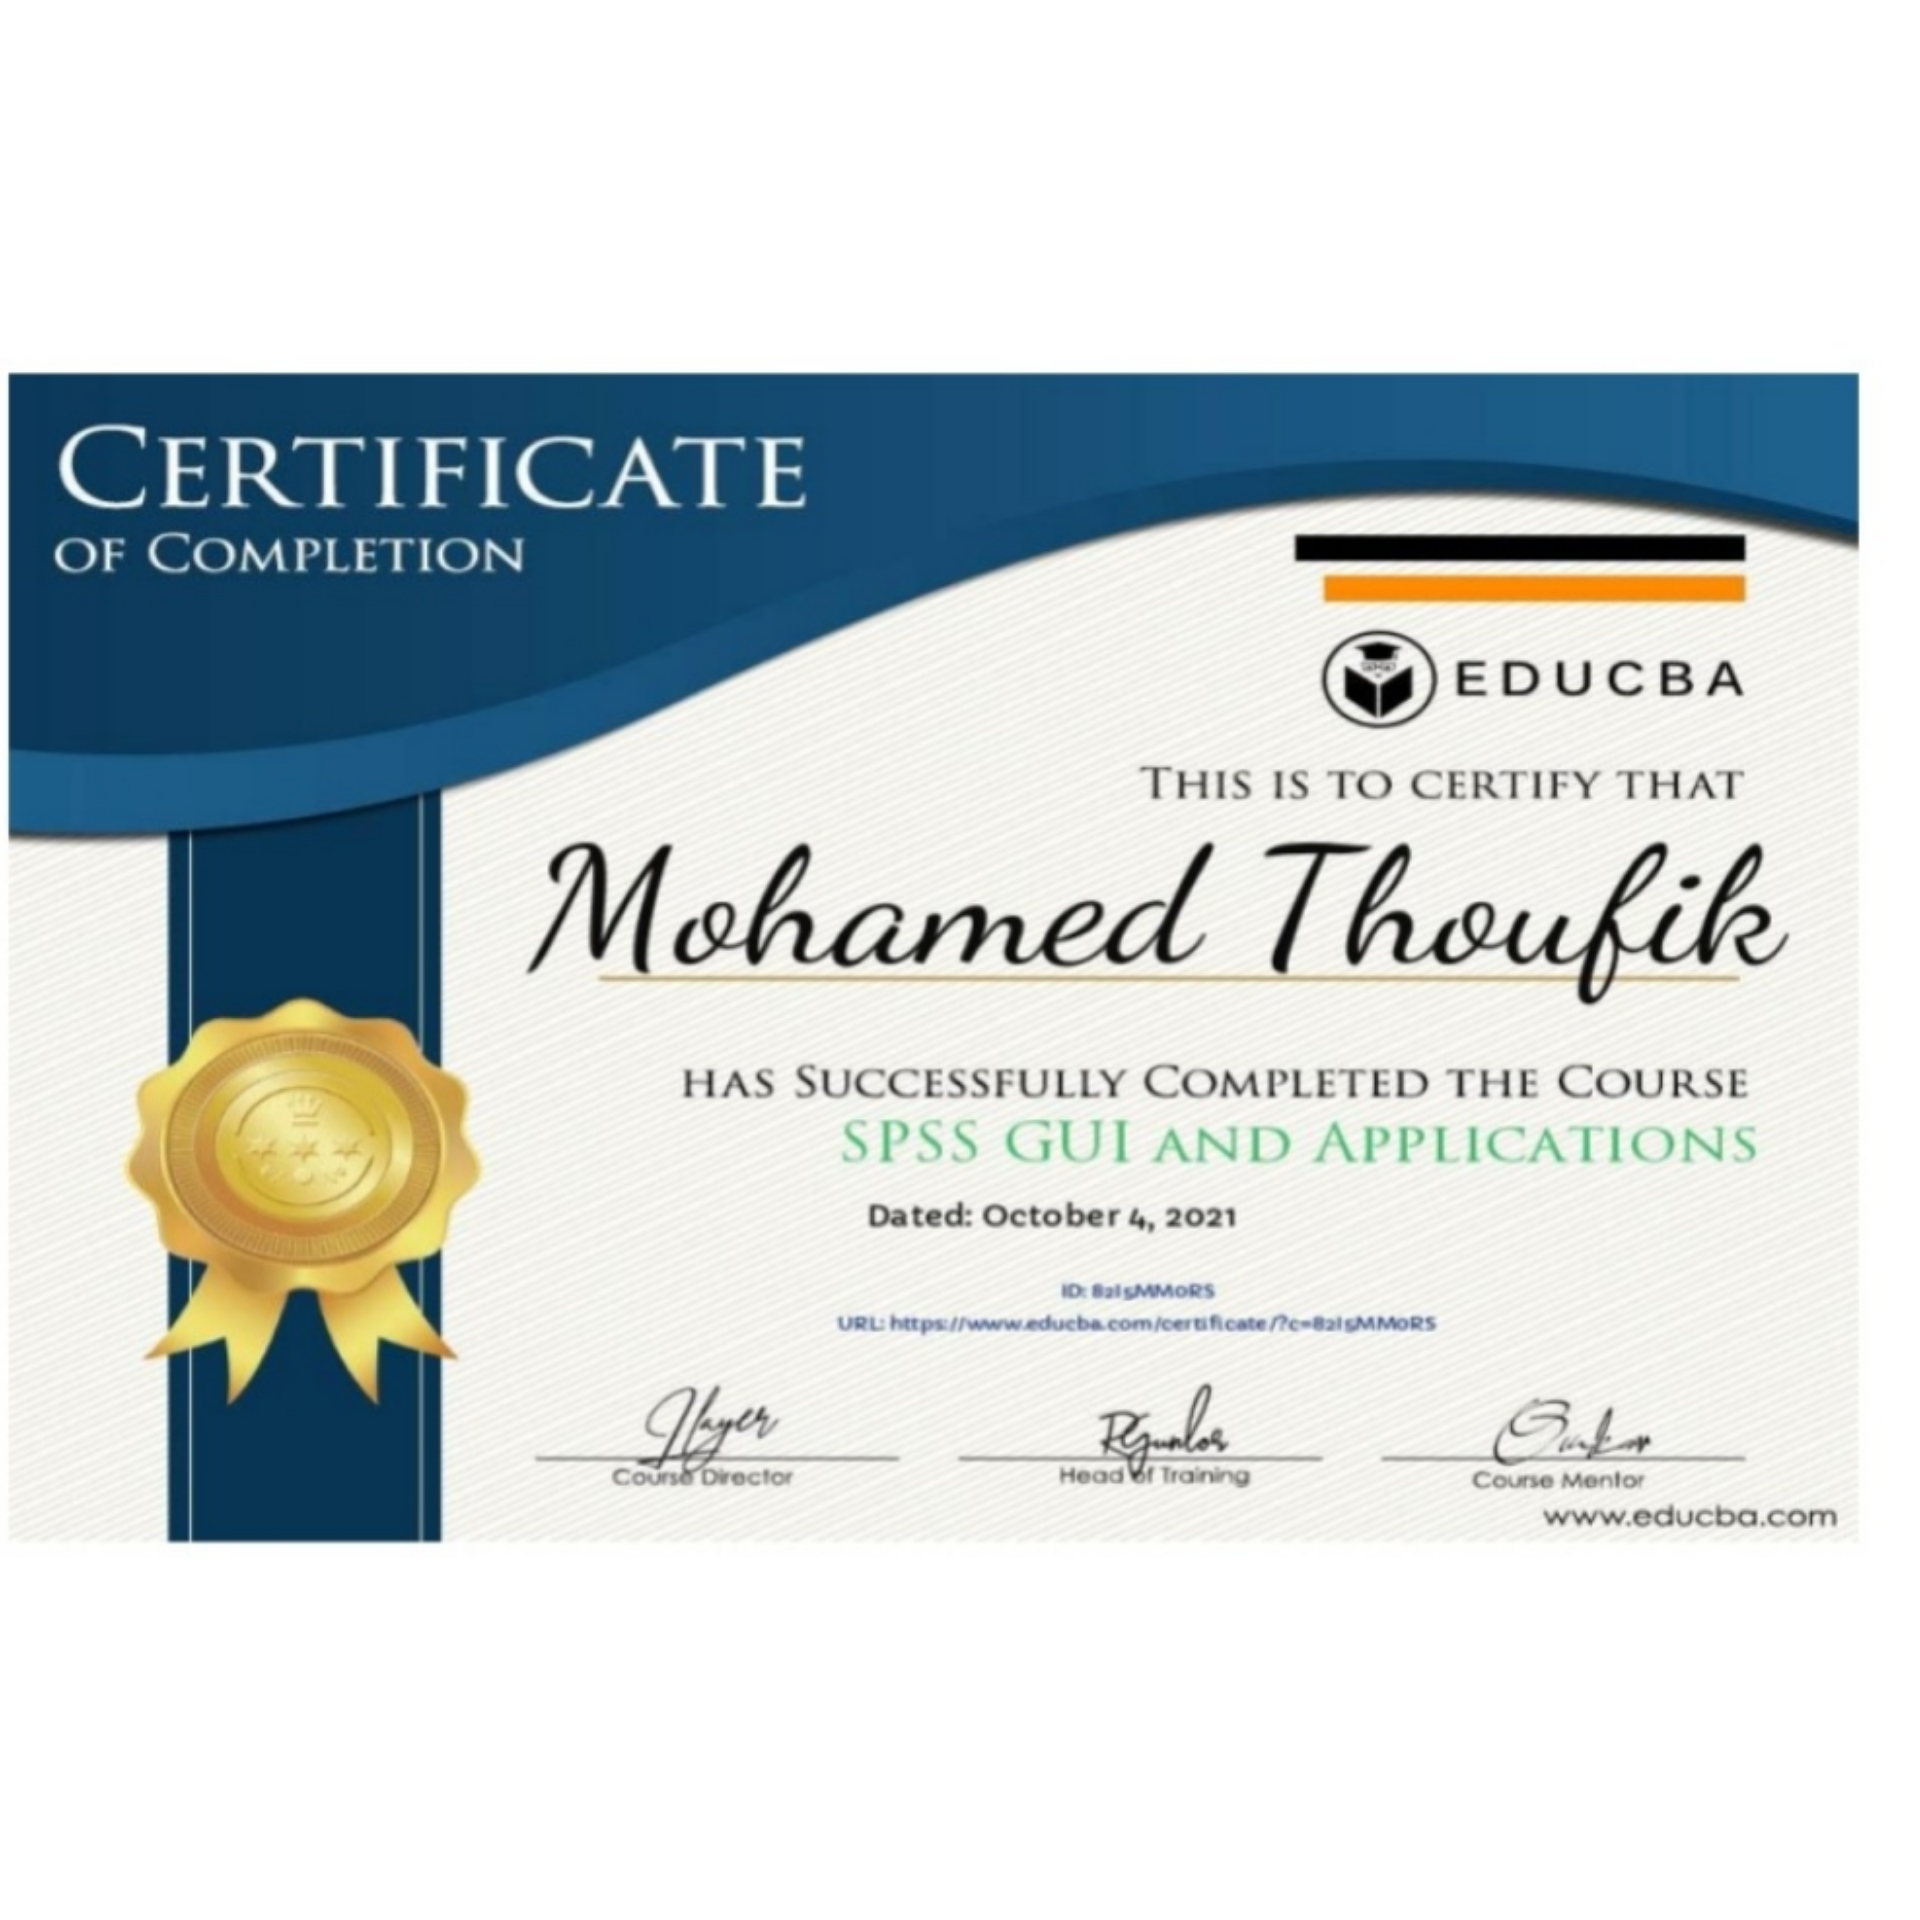 CERTIFICATE
OF COMPLETION
EDUCBA
THIS IS TO CERTIFY THAT
Mohamed Thoufik
HAS SUCCESSFULLY COMPLETED THE COURSE
SPSS GUI AND APPLICATIONS
Dated: October 4, 2021
ID: 82I5MM0RS
URL: https://www.educba.com/certificate/?c=82I5MM0RS
Course Director
Head of Training
Course Mentor
www.educba.com